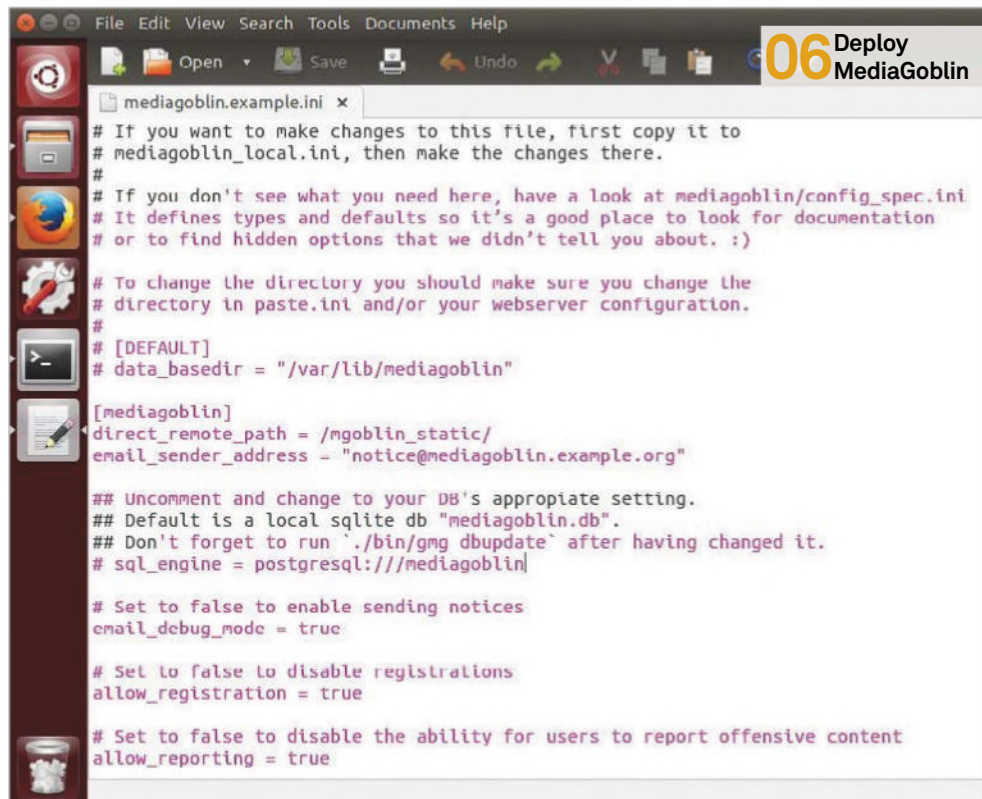 File Edit View Search Tools Documents Help
Open Save Undo
06 Deploy
MediaGoblin
mediagoblin.example.ini ×
# If you want to make changes to this file, first copy it to
# mediagoblin_local.ini, then make the changes there.
#
# If you don't see what you need here, have a look at mediagoblin/config_spec.ini
# It defines types and defaults so it's a good place to look for documentation
# or to find hidden options that we didn't tell you about. :)
# To change the directory you should make sure you change the
# directory in paste.ini and/or your webserver configuration.
#
# [DEFAULT]
# data_basedir = "/var/lib/mediagoblin"
[mediagoblin]
direct_remote_path = /mgoblin_static/
email_sender_address = "notice@mediagoblin.example.org"
## Uncomment and change to your DB's appropiate setting.
## Default is a local sqlite db "mediagoblin.db".
## Don't forget to run `./bin/gmg dbupdate` after having changed it.
# sql_engine = postgresql:///mediagoblin
# Set to false to enable sending notices
email_debug_mode = true
# Set to false to disable registrations
allow_registration = true
# Set to false to disable the ability for users to report offensive content
allow_reporting = true